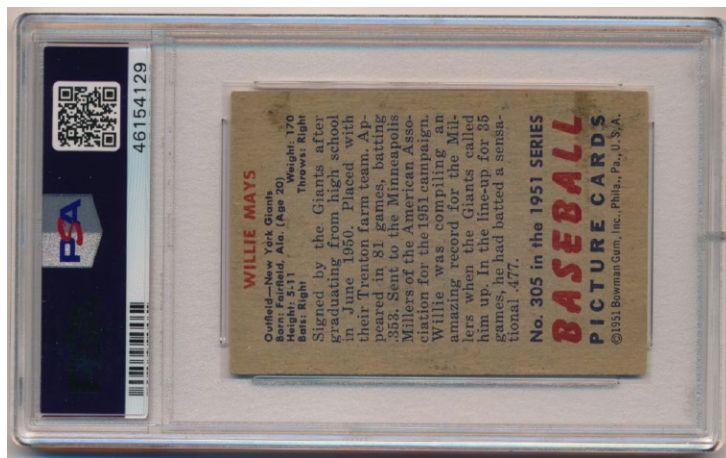 PSA
46154129
WILLIE MAYS
Outfield—New York Giants
Born: Fairfield, Ala. (Age 20)
Height: 5-11 Weight: 170
Bats: Right Throws: Right
Signed by the Giants after
graduating from high school
in June 1950. Placed with
their Trenton farm team. Ap-
peared in 81 games, batting
.353. Sent to the Minneapolis
Millers of the American Asso-
ciation for the 1951 campaign.
Willie was compiling an
amazing record for the Mil-
lers when the Giants called
him up. In the line-up for 35
games, he had batted a sensa-
tional .477.
No. 305 in the 1951 SERIES
BASEBALL
PICTURE CARDS
©1951 Bowman Gum, Inc., Phila., Pa., U.S.A.